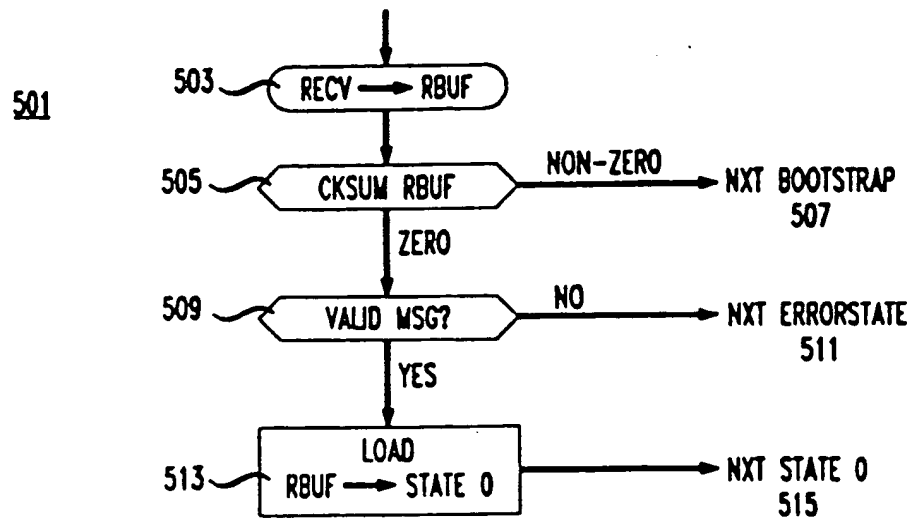 501
503
RECV → RBUF
505
CKSUM RBUF
NON-ZERO
NXT BOOTSTRAP
507
ZERO
509
VALID MSG?
NO
NXT ERRORSTATE
511
YES
513
LOAD
RBUF → STATE 0
NXT STATE 0
515